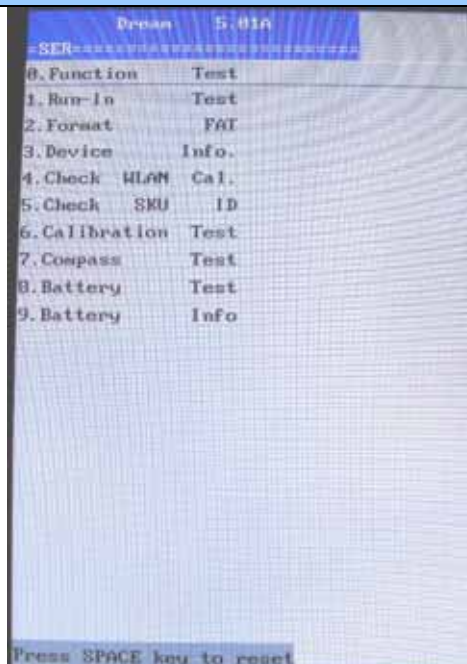 Dream 5.01A
=SER============================
0.Function Test
1.Run-In Test
2.Format FAT
3.Device Info.
4.Check WLAN Cal.
5.Check SKU ID
6.Calibration Test
7.Compass Test
8.Battery Test
9.Battery Info
Press SPACE key to reset